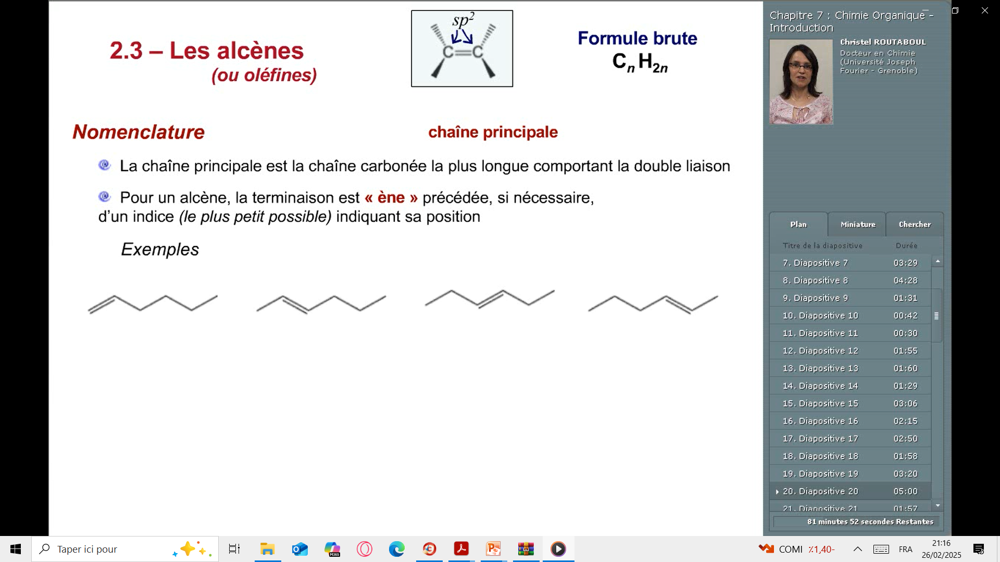 Chapitre 7 : Chimie Organique -
Introduction
Christel ROUTABOUL
Docteur en Chimie
(Université Joseph
Fourier - Grenoble)
2.3 – Les alcènes
(ou oléfines)
sp2
C C
Formule brute
CnH2n
Nomenclature
chaîne principale
La chaîne principale est la chaîne carbonée la plus longue comportant la double liaison
Pour un alcène, la terminaison est « ène » précédée, si nécessaire,
d'un indice (le plus petit possible) indiquant sa position
Exemples
Plan Miniature Chercher
Titre de la diapositive Durée
7. Diapositive 7 03:29
8. Diapositive 8 04:28
9. Diapositive 9 01:31
10. Diapositive 10 00:42
11. Diapositive 11 00:30
12. Diapositive 12 01:55
13. Diapositive 13 01:60
14. Diapositive 14 01:29
15. Diapositive 15 03:06
16. Diapositive 16 02:15
17. Diapositive 17 02:50
18. Diapositive 18 01:58
19. Diapositive 19 03:20
20. Diapositive 20 05:00
21. Diapositive 21 01:57
81 minutes 52 secondes Restantes
Taper ici pour
M365
COMI ٪1,40-
FRA
21:16
26/02/2025